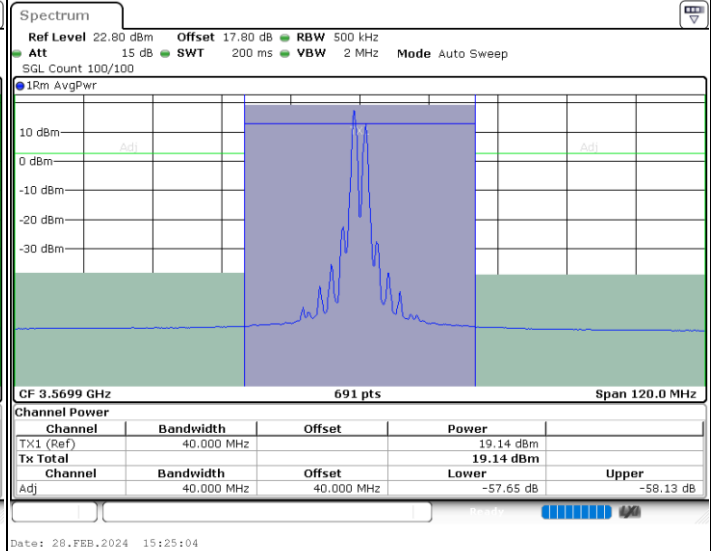 Spectrum
Ref Level 22.80 dBm Offset 17.80 dB RBW 500 kHz
Att 15 dB SWT 200 ms VBW 2 MHz Mode Auto Sweep
SGL Count 100/100
1Rm AvgPwr
10 dBm
Adj Adj
0 dBm
-10 dBm
-20 dBm
-30 dBm
CF 3.5699 GHz 691 pts Span 120.0 MHz
Channel Power
Channel Bandwidth Offset Power
TX1 (Ref) 40.000 MHz 19.14 dBm
Tx Total 19.14 dBm
Channel Bandwidth Offset Lower Upper
Adj 40.000 MHz 40.000 MHz -57.65 dB -58.13 dB
Ready
Date: 28.FEB.2024 15:25:04